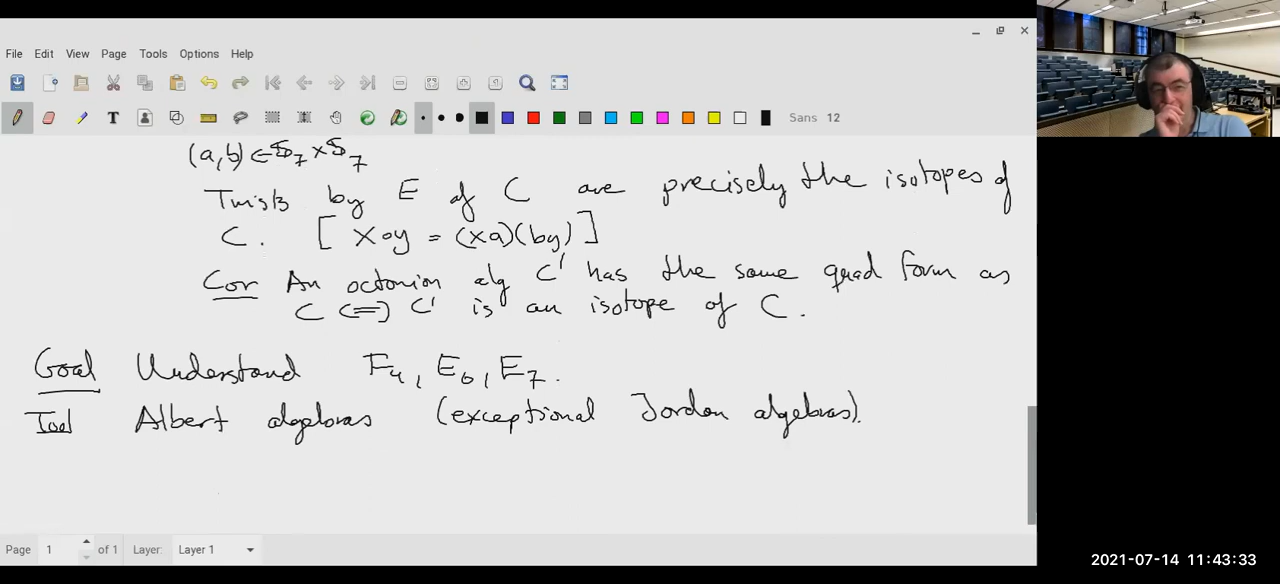 File Edit View Page Tools Options Help
Sans 12
(a,b) ∈ S₇ × S₇
Twists by E of C are precisely the isotopes of
C. [ x∘y = (xa)(by) ]
Cor An octonion alg C' has the same quad form as
C ⟺ C' is an isotope of C.
Goal Understand F₄, E₆, E₇.
Tool Albert algebras (exceptional Jordan algebras).
Page 1 of 1 Layer: Layer 1
2021-07-14 11:43:33